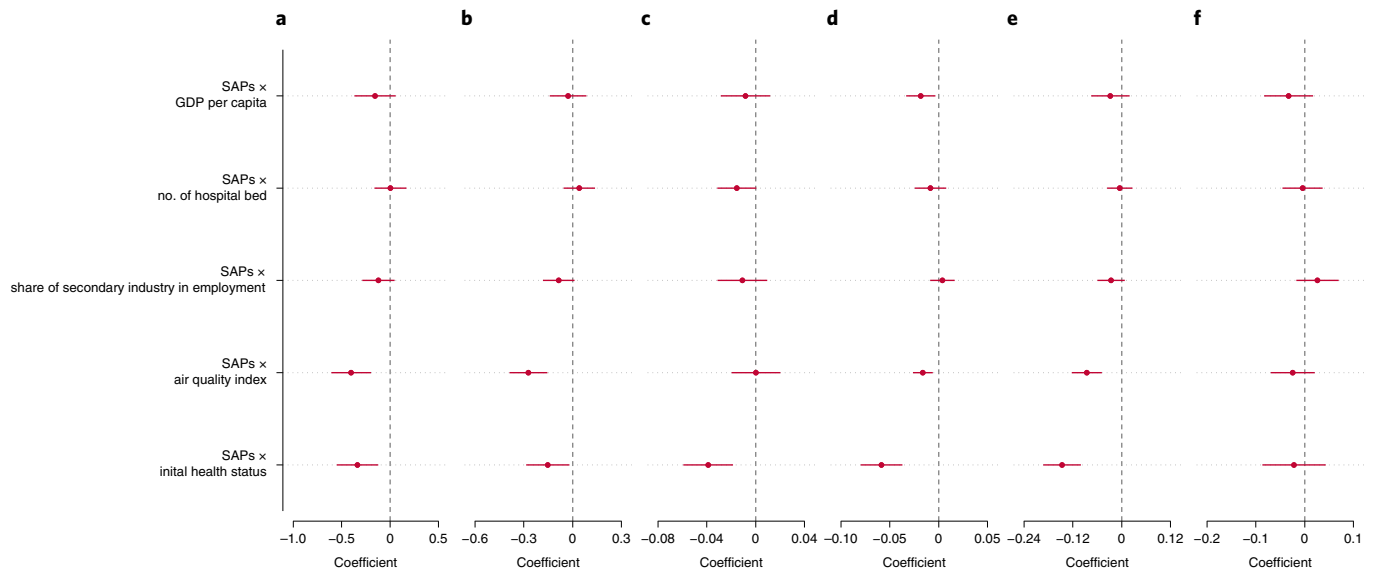 a b c d e f
SAPs ×
GDP per capita
SAPs ×
no. of hospital bed
SAPs ×
share of secondary industry in employment
SAPs ×
air quality index
SAPs ×
inital health status
−1.0 −0.5 0 0.5 −0.6 −0.3 0 0.3 −0.08 −0.04 0 0.04 −0.10 −0.05 0 0.05 −0.24 −0.12 0 0.12 −0.2 −0.1 0 0.1
Coefficient Coefficient Coefficient Coefficient Coefficient Coefficient